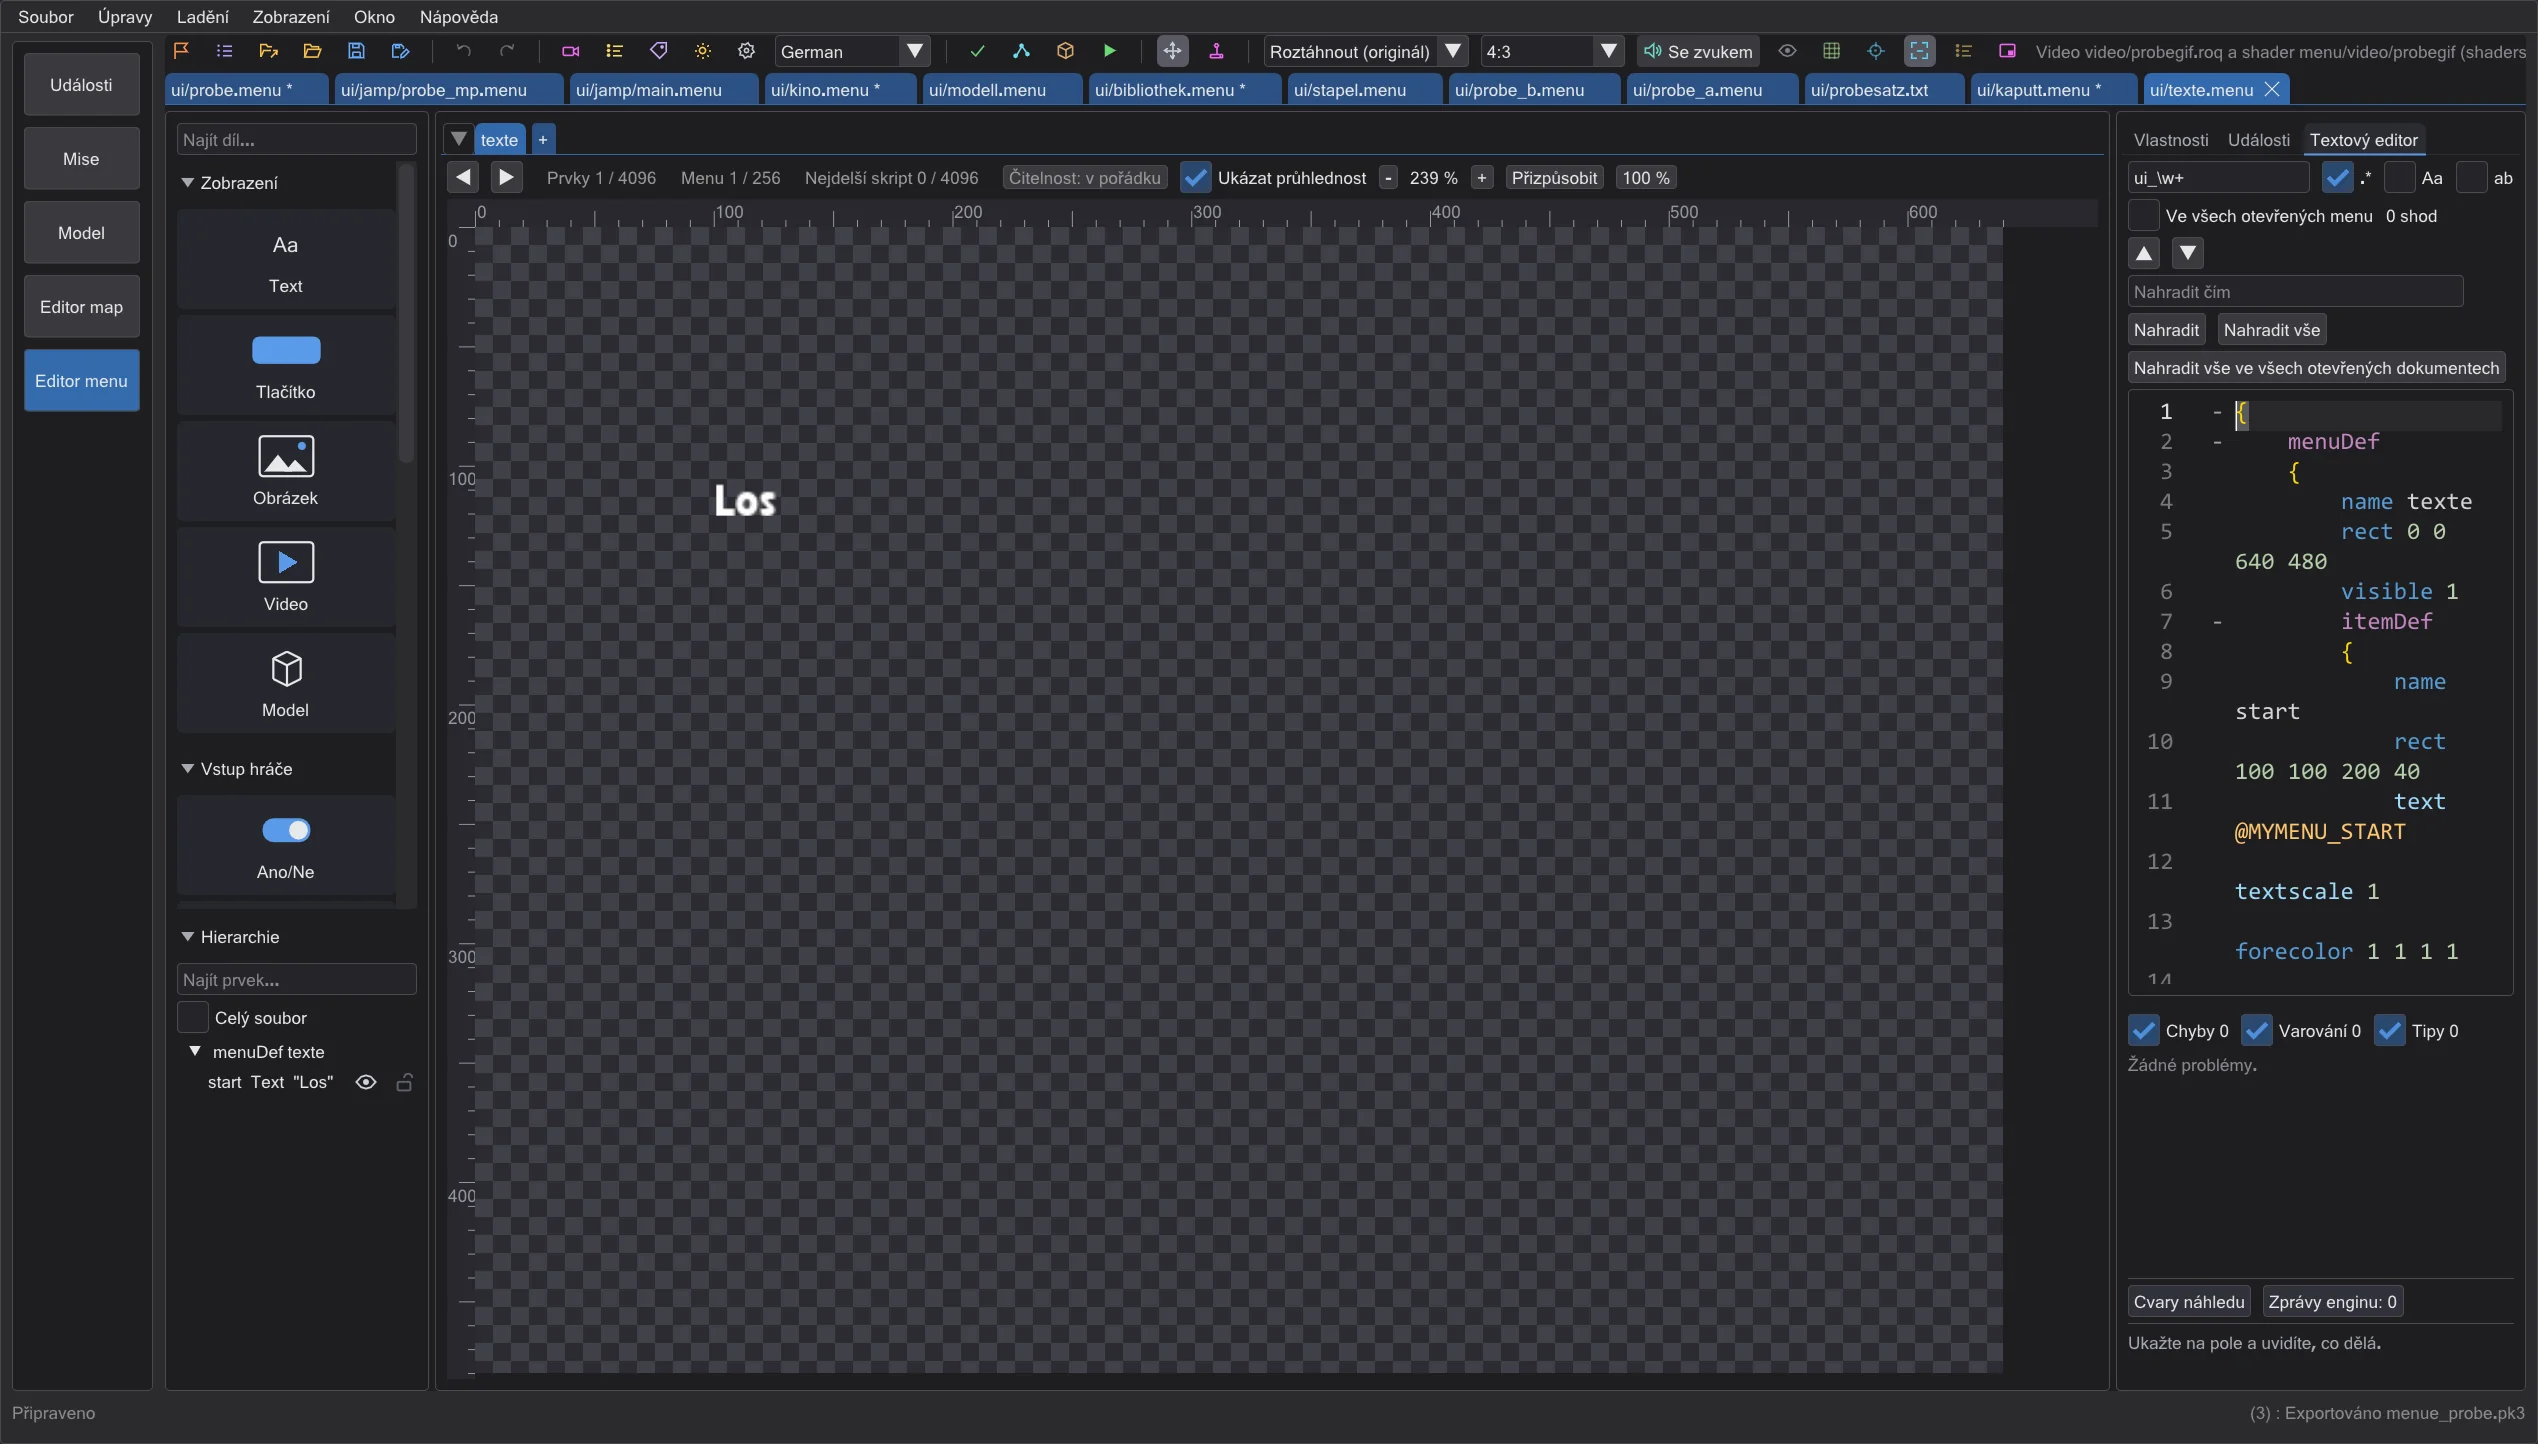 Soubor Úpravy Ladění Zobrazení Okno Nápověda
German Roztáhnout (originál) 4:3 Se zvukem Video video/probegif.roq a shader menu/video/probegif (shaders
ui/probe.menu * ui/jamp/probe_mp.menu ui/jamp/main.menu ui/kino.menu * ui/modell.menu ui/bibliothek.menu * ui/stapel.menu ui/probe_b.menu ui/probe_a.menu ui/probesatz.txt ui/kaputt.menu * ui/texte.menu
Události
Mise
Model
Editor map
Editor menu
Najít díl...
Zobrazení
Aa
Text
Tlačítko
Obrázek
Video
Model
Vstup hráče
Ano/Ne
Hierarchie
Najít prvek...
Celý soubor
menuDef texte
start Text "Los"
texte +
Prvky 1 / 4096 Menu 1 / 256 Nejdelší skript 0 / 4096 Čitelnost: v pořádku Ukázat průhlednost - 239 % + Přizpůsobit 100 %
0 100 200 300 400 500 600
0
100
200
300
400
Los
Vlastnosti Události Textový editor
ui_\w+ .* Aa ab
Ve všech otevřených menu 0 shod
Nahradit čím
Nahradit Nahradit vše
Nahradit vše ve všech otevřených dokumentech
1 - {
2 - menuDef
3 {
4 name texte
5 rect 0 0
640 480
6 visible 1
7 - itemDef
8 {
9 name
start
10 rect
100 100 200 40
11 text
@MYMENU_START
12
textscale 1
13
forecolor 1 1 1 1
14
Chyby 0 Varování 0 Tipy 0
Žádné problémy.
Cvary náhledu Zprávy enginu: 0
Ukažte na pole a uvidíte, co dělá.
Připraveno
(3) : Exportováno menue_probe.pk3